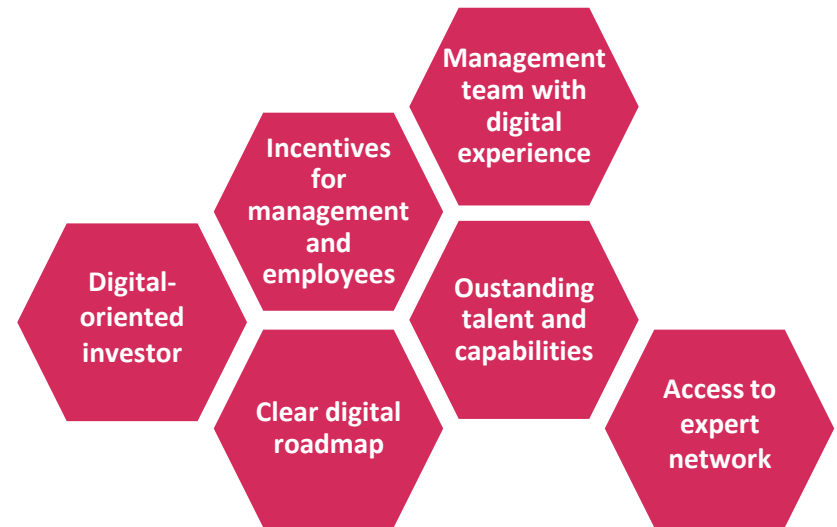 Management
team with
digital
experience
Incentives
for
management
and
employees
Digital-
oriented
investor
Oustanding
talent and
capabilities
Clear digital
roadmap
Access to
expert
network